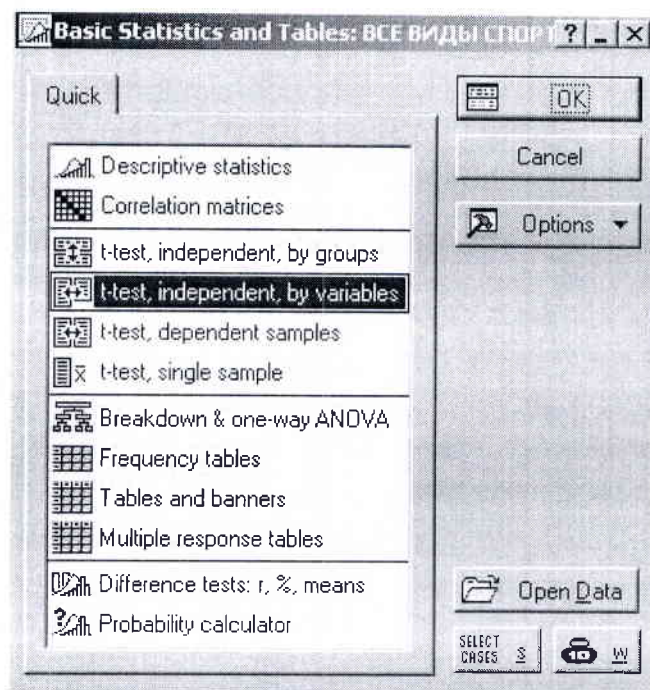 Basic Statistics and Tables: ВСЕ ВИДЫ СПОРТ
Quick
Descriptive statistics
Correlation matrices
t-test, independent, by groups
t-test, independent, by variables
t-test, dependent samples
t-test, single sample
Breakdown & one-way ANOVA
Frequency tables
Tables and banners
Multiple response tables
Difference tests: r, %, means
Probability calculator
OK
Cancel
Options
Open Data
SELECT
CASES S
W